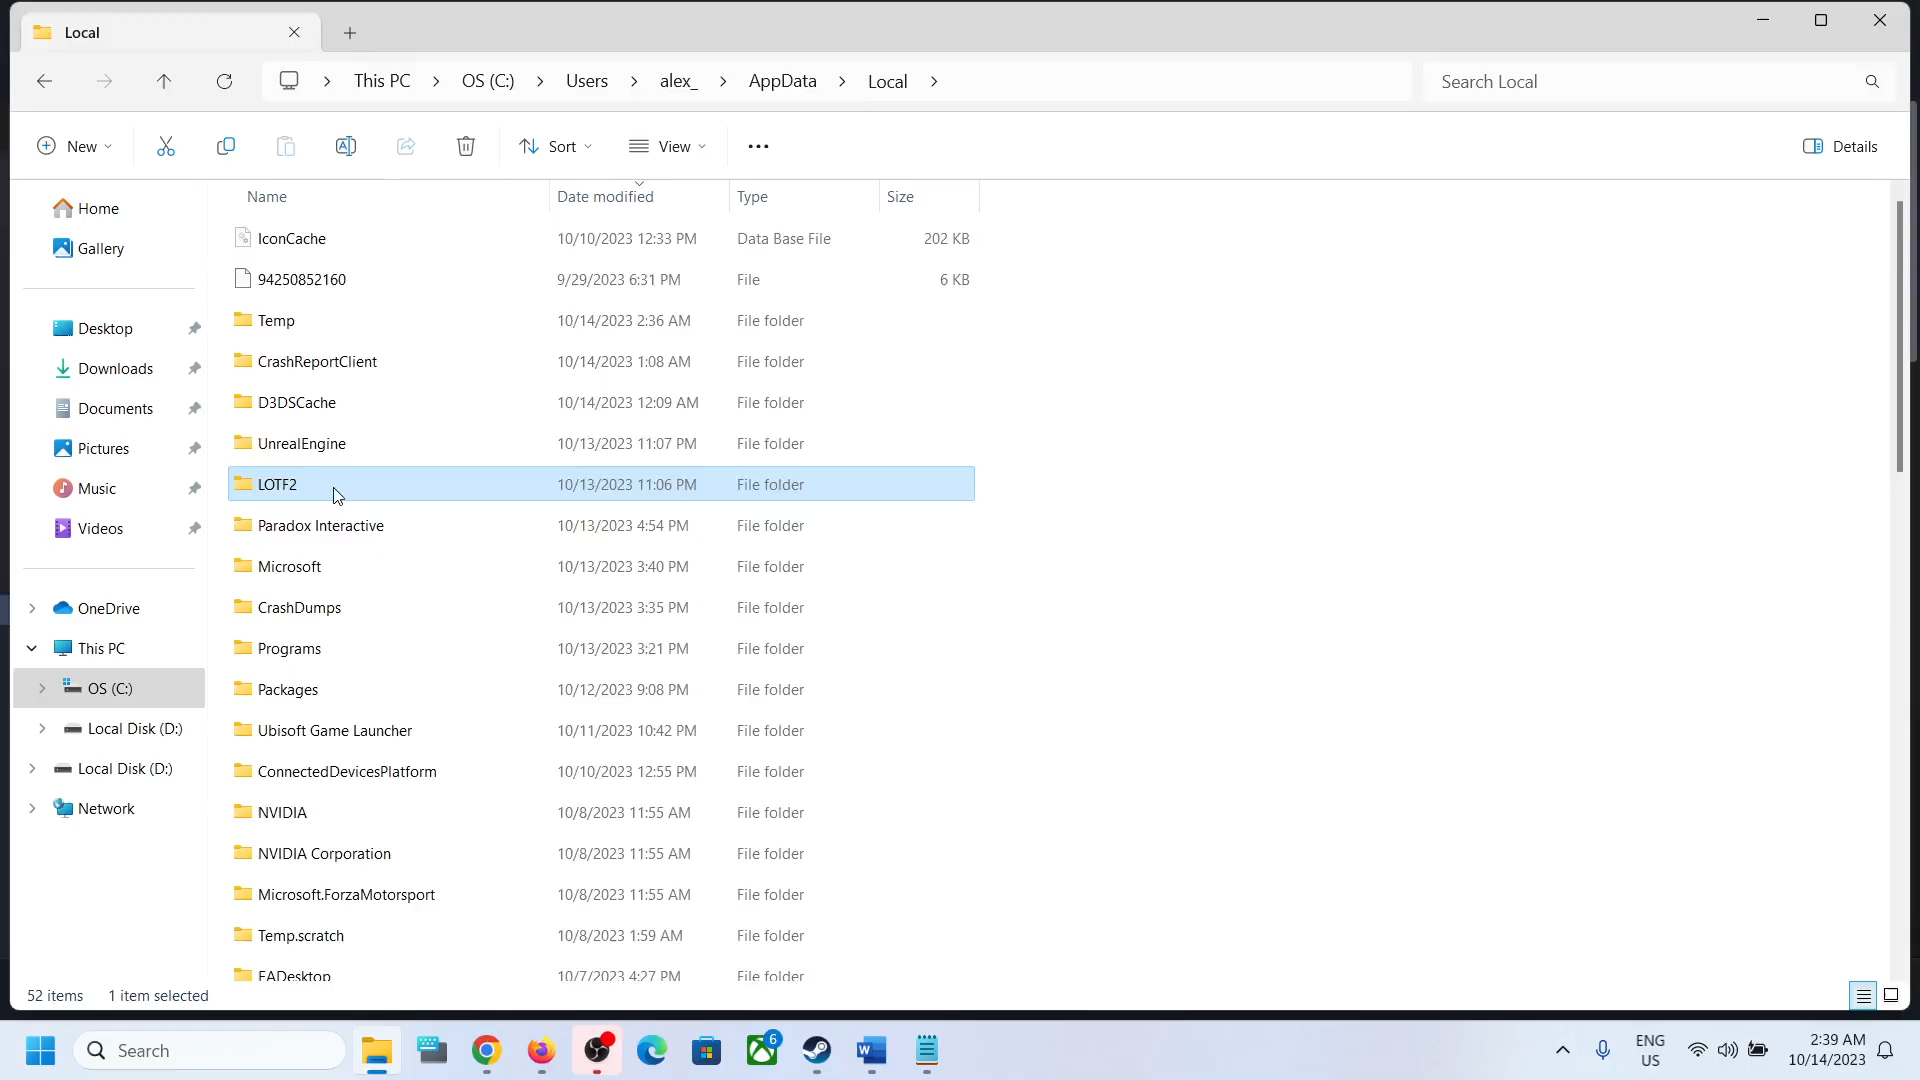 Local
This PC
OS (C:)
Users
alex_
AppData
Local
Search Local
New
Sort
View
Details
Name
Date modified
Type
Size
Home
Gallery
Desktop
Downloads
Documents
Pictures
Music
Videos
OneDrive
This PC
OS (C:)
Local Disk (D:)
Local Disk (D:)
Network
IconCache 10/10/2023 12:33 PM Data Base File 202 KB
94250852160 9/29/2023 6:31 PM File 6 KB
Temp 10/14/2023 2:36 AM File folder
CrashReportClient 10/14/2023 1:08 AM File folder
D3DSCache 10/14/2023 12:09 AM File folder
UnrealEngine 10/13/2023 11:07 PM File folder
LOTF2 10/13/2023 11:06 PM File folder
Paradox Interactive 10/13/2023 4:54 PM File folder
Microsoft 10/13/2023 3:40 PM File folder
CrashDumps 10/13/2023 3:35 PM File folder
Programs 10/13/2023 3:21 PM File folder
Packages 10/12/2023 9:08 PM File folder
Ubisoft Game Launcher 10/11/2023 10:42 PM File folder
ConnectedDevicesPlatform 10/10/2023 12:55 PM File folder
NVIDIA 10/8/2023 11:55 AM File folder
NVIDIA Corporation 10/8/2023 11:55 AM File folder
Microsoft.ForzaMotorsport 10/8/2023 11:55 AM File folder
Temp.scratch 10/8/2023 1:59 AM File folder
EADesktop 10/7/2023 4:27 PM File folder
52 items 1 item selected
Search
6
ENG
US
2:39 AM
10/14/2023